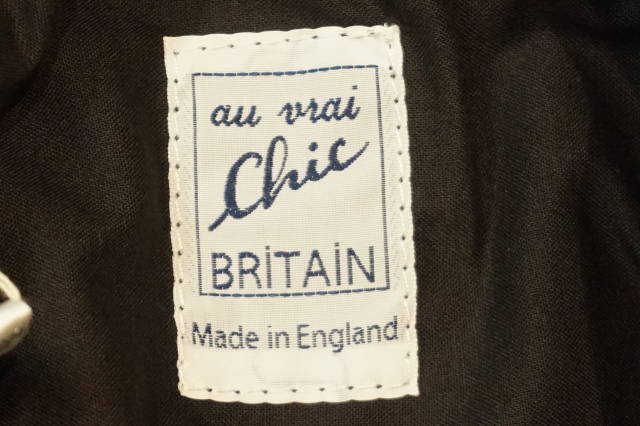 au vrai
Chic
BRiTAiN
Made in England